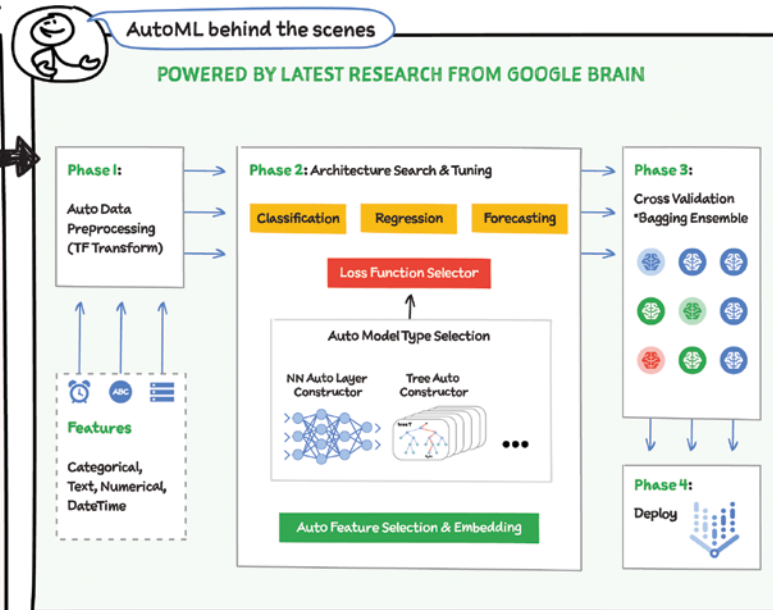 AutoML behind the scenes
POWERED BY LATEST RESEARCH FROM GOOGLE BRAIN
Phase 1:
Auto Data
Preprocessing
(TF Transform)
ABC
Features
Categorical,
Text, Numerical,
DateTime
Phase 2: Architecture Search & Tuning
Classification
Regression
Forecasting
Loss Function Selector
Auto Model Type Selection
NN Auto Layer
Constructor
Tree Auto
Constructor
Auto Feature Selection & Embedding
Phase 3:
Cross Validation
*Bagging Ensemble
Phase 4:
Deploy